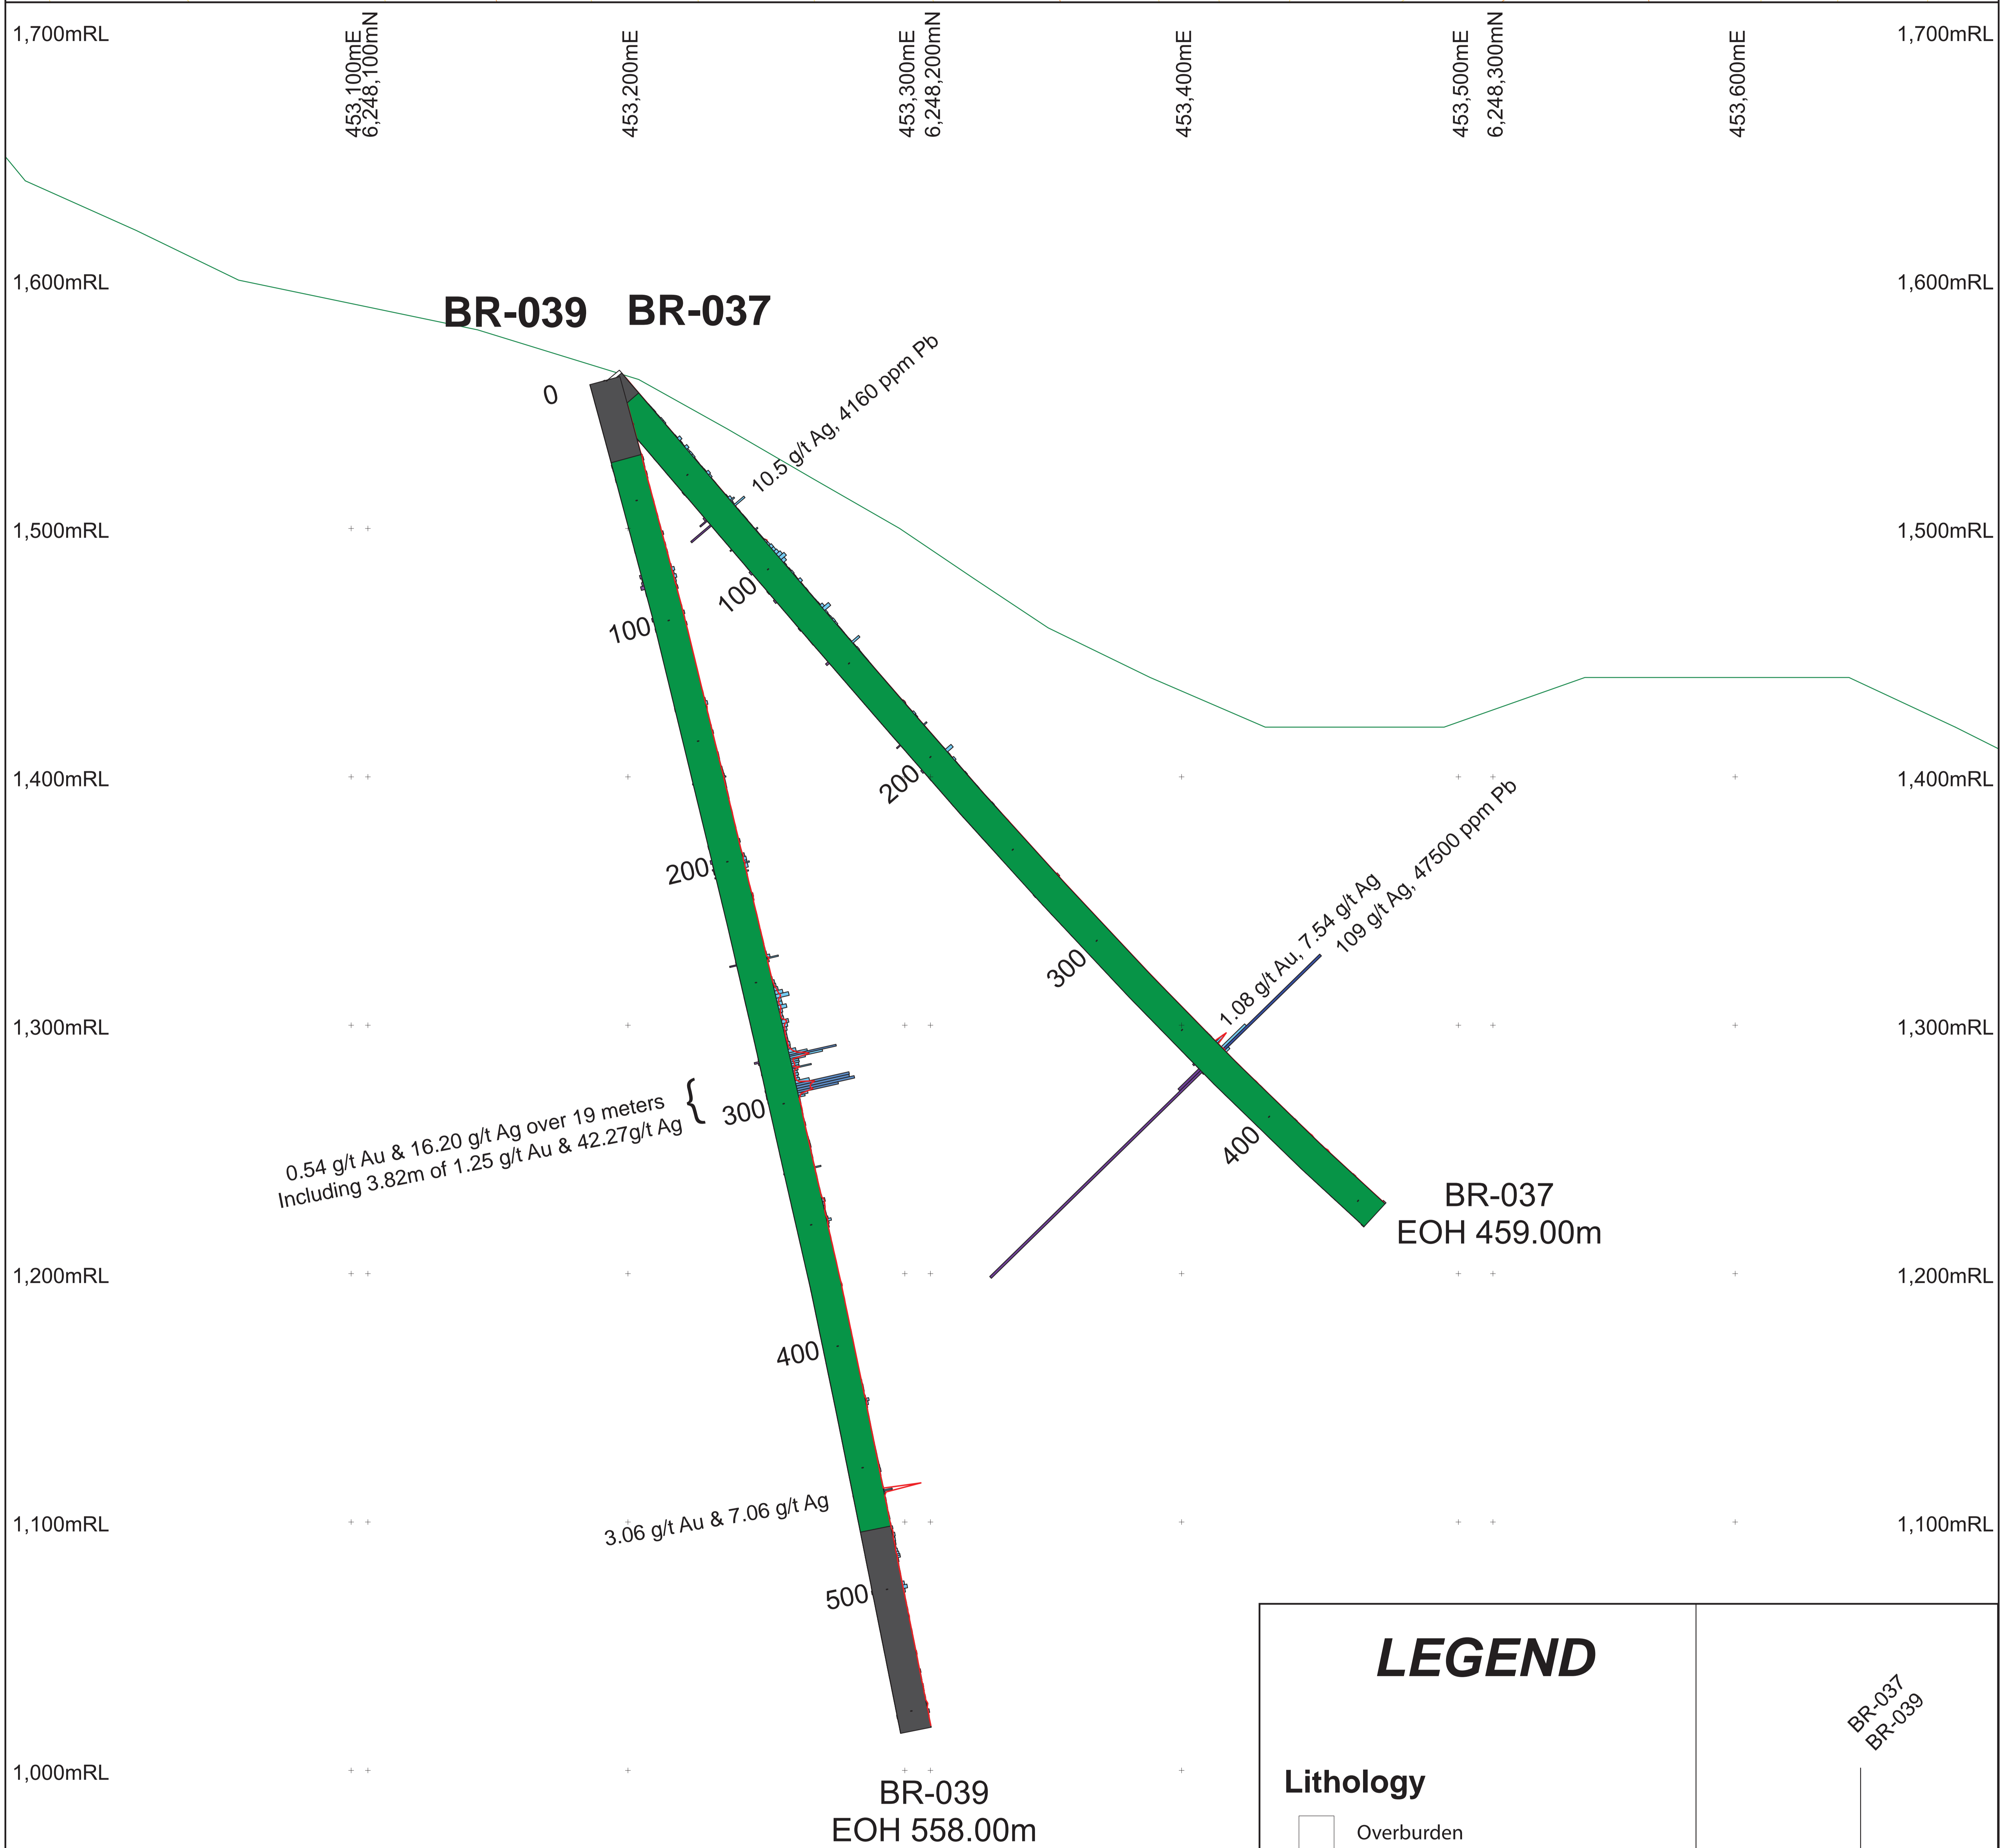 1,700mRL
453,100mE
6,248,100mN
453,200mE
453,300mE
6,248,200mN
453,400mE
453,500mE
6,248,300mN
453,600mE
1,700mRL
1,600mRL
1,600mRL
BR-039
BR-037
0
10.5 g/t Ag, 4160 ppm Pb
1,500mRL
1,500mRL
100
100
1,400mRL
200
1,400mRL
200
300
1.08 g/t Au, 7.54 g/t Ag
109 g/t Ag, 47500 ppm Pb
1,300mRL
1,300mRL
0.54 g/t Au & 16.20 g/t Ag over 19 meters
Including 3.82m of 1.25 g/t Au & 42.27g/t Ag
{
300
400
BR-037
EOH 459.00m
1,200mRL
1,200mRL
400
3.06 g/t Au & 7.06 g/t Ag
1,100mRL
1,100mRL
500
1,000mRL
BR-039
EOH 558.00m
LEGEND
BR-037
BR-039
Lithology
Overburden